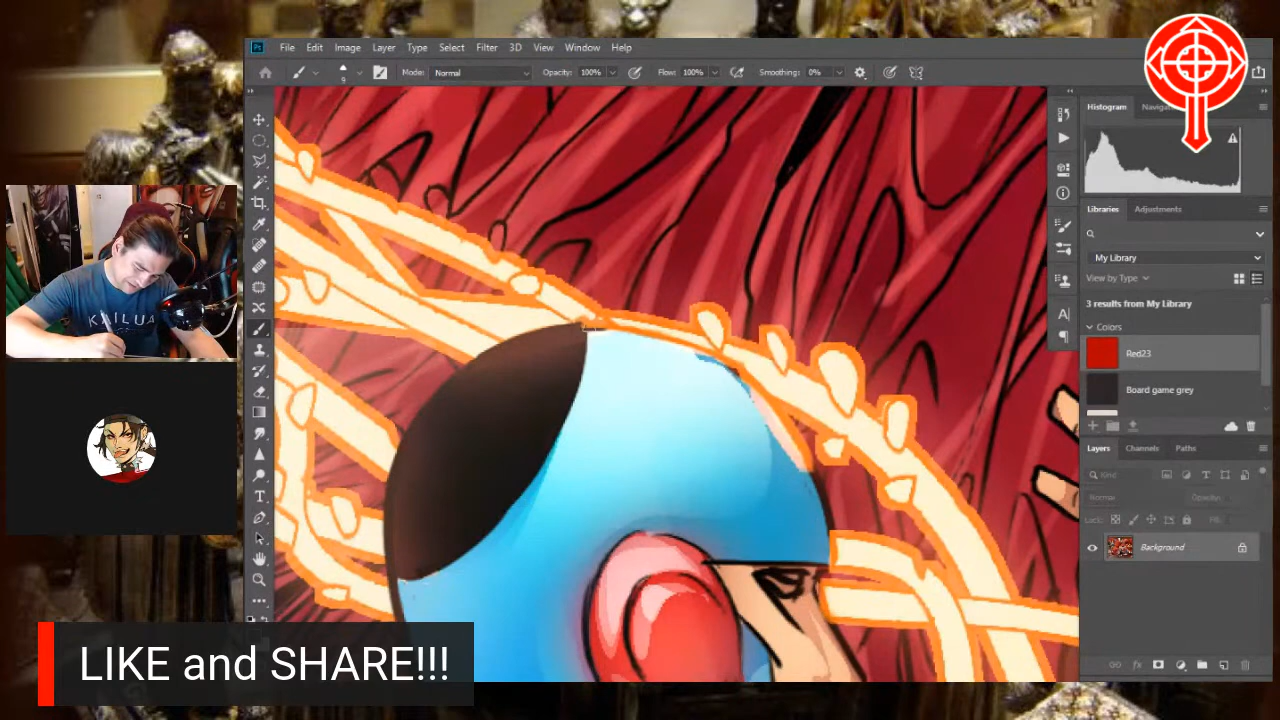 Ps File Edit Image Layer Type Select Filter 3D View Window Help
9 Mode: Normal Opacity: 100% Flow: 100% Smoothing: 0%
Histogram
Libraries Adjustments
My Library
View by Type
3 results from My Library
Colors
Red23
Board game grey
Layers Channels Paths
Kind
Normal Opacity:
Lock: Fill:
Background
LIKE and SHARE!!!